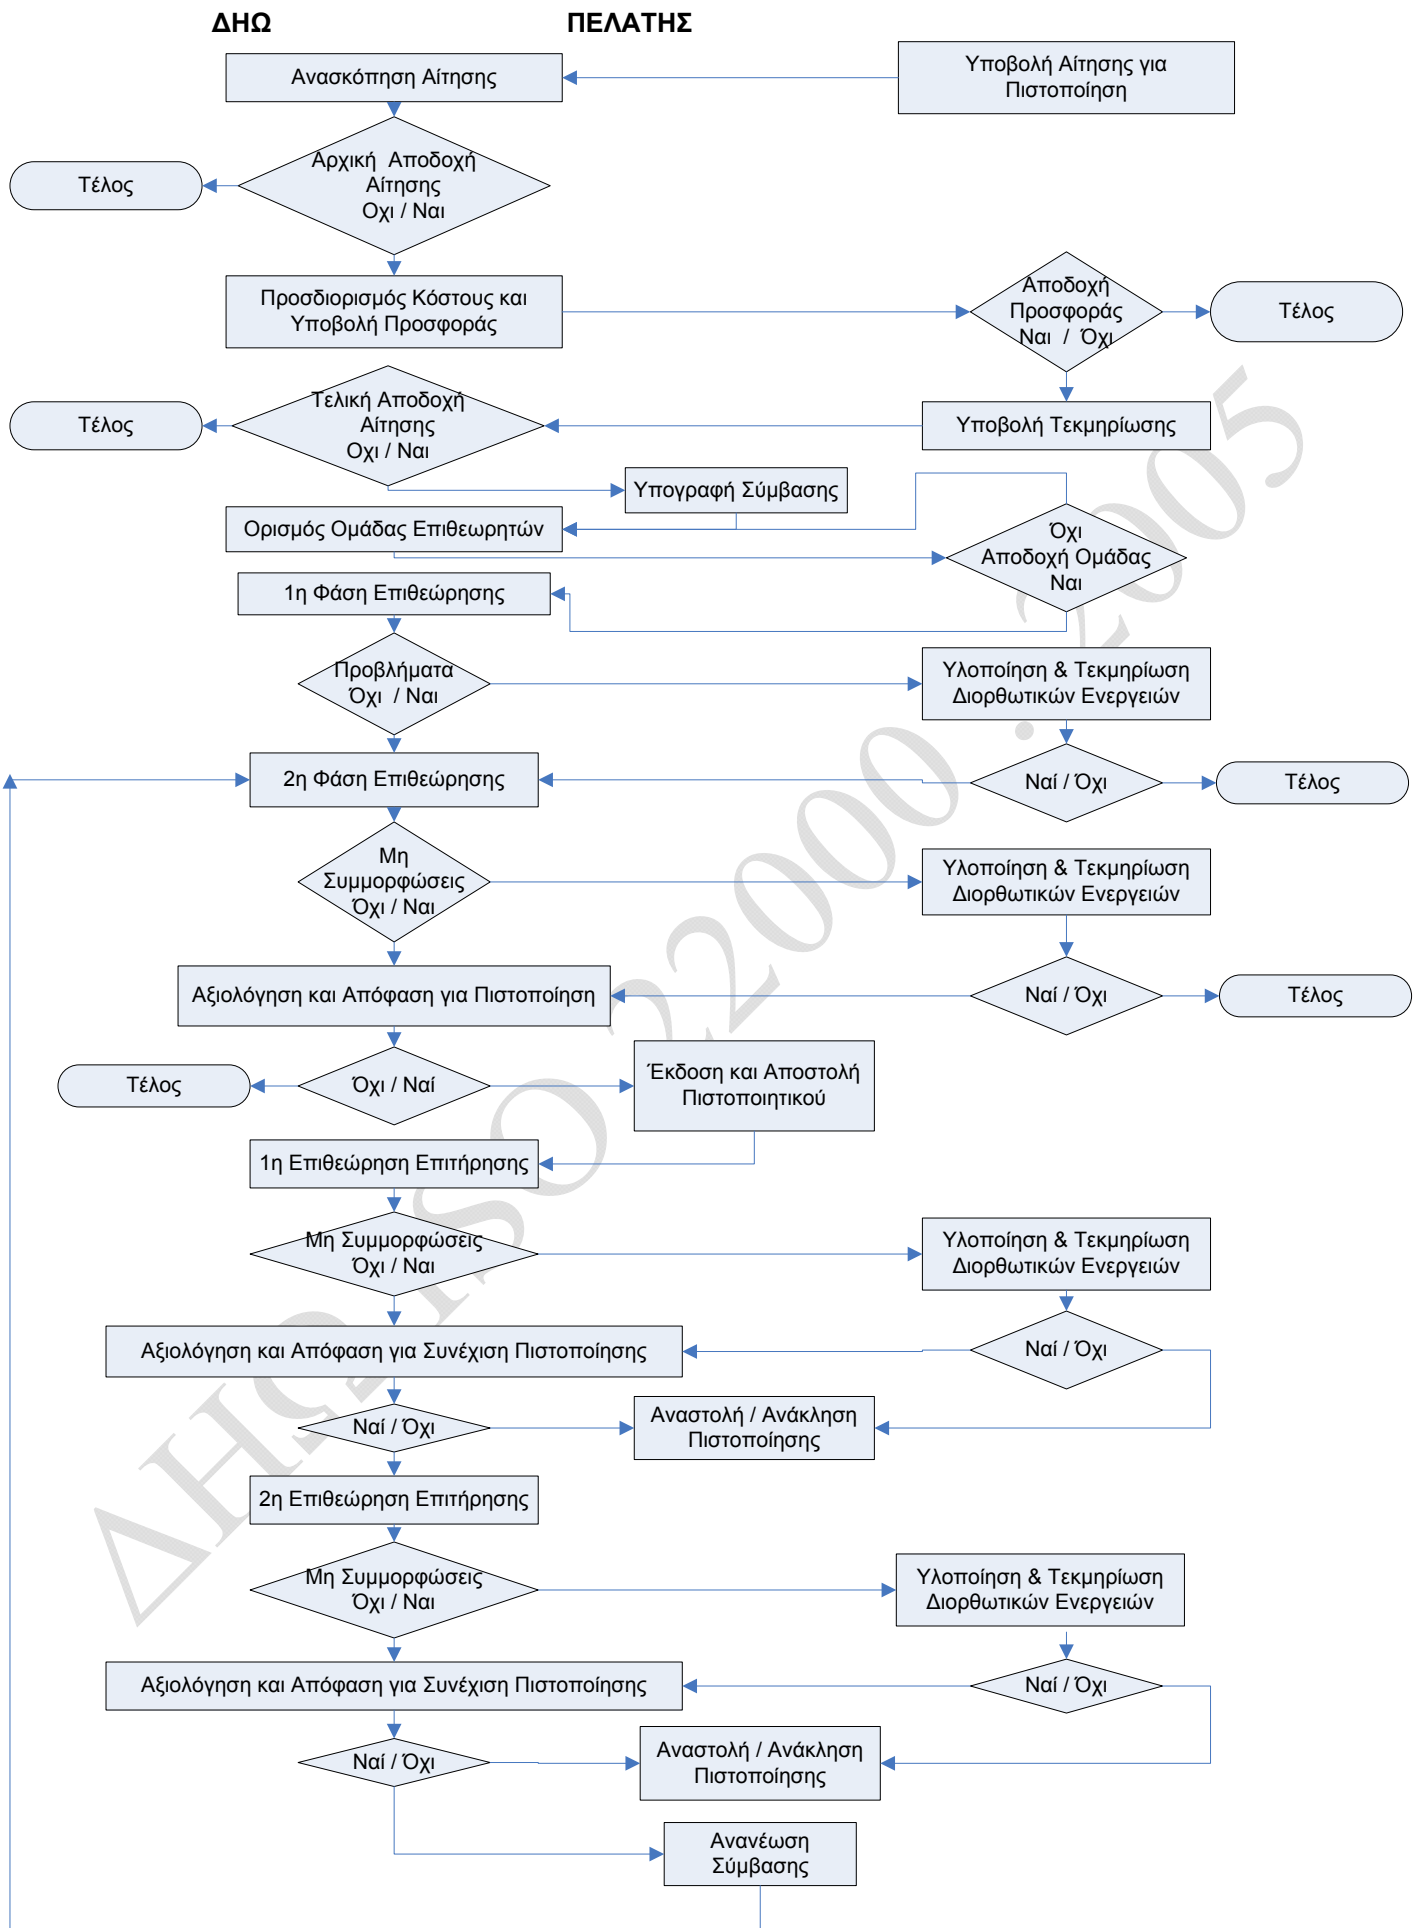 ΔΗΩ
ΠΕΛΑΤΗΣ
Ανασκόπηση Αίτησης
Υποβολή Αίτησης για
Πιστοποίηση
Αρχική Αποδοχή
Αίτησης
Οχι / Ναι
Τέλος
Προσδιορισμός Κόστους και
Υποβολή Προσφοράς
Αποδοχή
Προσφοράς
Ναι / Όχι
Τέλος
Τελική Αποδοχή
Αίτησης
Οχι / Ναι
Τέλος
Υποβολή Τεκμηρίωσης
Υπογραφή Σύμβασης
Ορισμός Ομάδας Επιθεωρητών
Όχι
Αποδοχή Ομάδας
Ναι
1η Φάση Επιθεώρησης
Προβλήματα
Όχι / Ναι
Υλοποίηση & Τεκμηρίωση
Διορθωτικών Ενεργειών
2η Φάση Επιθεώρησης
Ναί / Όχι
Τέλος
Μη
Συμμορφώσεις
Όχι / Ναι
Υλοποίηση & Τεκμηρίωση
Διορθωτικών Ενεργειών
Αξιολόγηση και Απόφαση για Πιστοποίηση
Ναί / Όχι
Τέλος
Τέλος
Όχι / Ναί
Έκδοση και Αποστολή
Πιστοποιητικού
1η Επιθεώρηση Επιτήρησης
Μη Συμμορφώσεις
Όχι / Ναι
Υλοποίηση & Τεκμηρίωση
Διορθωτικών Ενεργειών
Αξιολόγηση και Απόφαση για Συνέχιση Πιστοποίησης
Ναί / Όχι
Ναί / Όχι
Αναστολή / Ανάκληση
Πιστοποίησης
2η Επιθεώρηση Επιτήρησης
Μη Συμμορφώσεις
Όχι / Ναι
Υλοποίηση & Τεκμηρίωση
Διορθωτικών Ενεργειών
Αξιολόγηση και Απόφαση για Συνέχιση Πιστοποίησης
Ναί / Όχι
Ναί / Όχι
Αναστολή / Ανάκληση
Πιστοποίησης
Ανανέωση
Σύμβασης
ΔΗΩ ISO 22000 : 2005